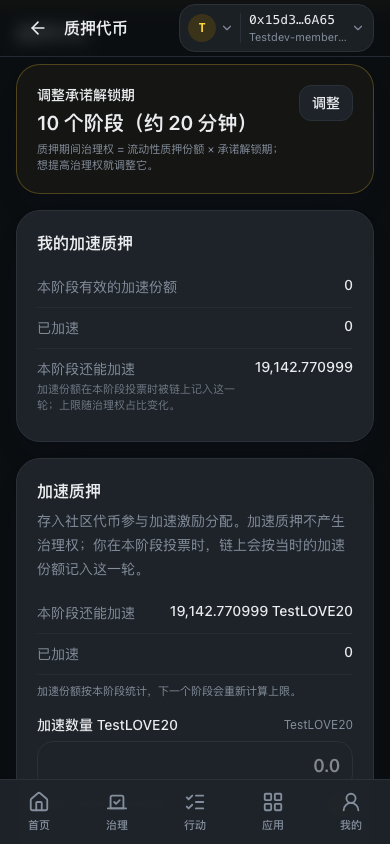 质押代币
T
0x15d3…6A65
Testdev-member…
调整承诺解锁期
10 个阶段（约 20 分钟）
调整
质押期间治理权 = 流动性质押份额 × 承诺解锁期；
想提高治理权就调整它。
我的加速质押
本阶段有效的加速份额 0
已加速 0
本阶段还能加速 19,142.770999
加速份额在本阶段投票时被链上记入这一
轮；上限随治理权占比变化。
加速质押
存入社区代币参与加速激励分配。加速质押不产生
治理权；你在本阶段投票时，链上会按当时的加速
份额记入这一轮。
本阶段还能加速 19,142.770999 TestLOVE20
已加速 0
加速份额按本阶段统计，下一个阶段会重新计算上限。
加速数量 TestLOVE20 TestLOVE20
0.0
首页 治理 行动 应用 我的